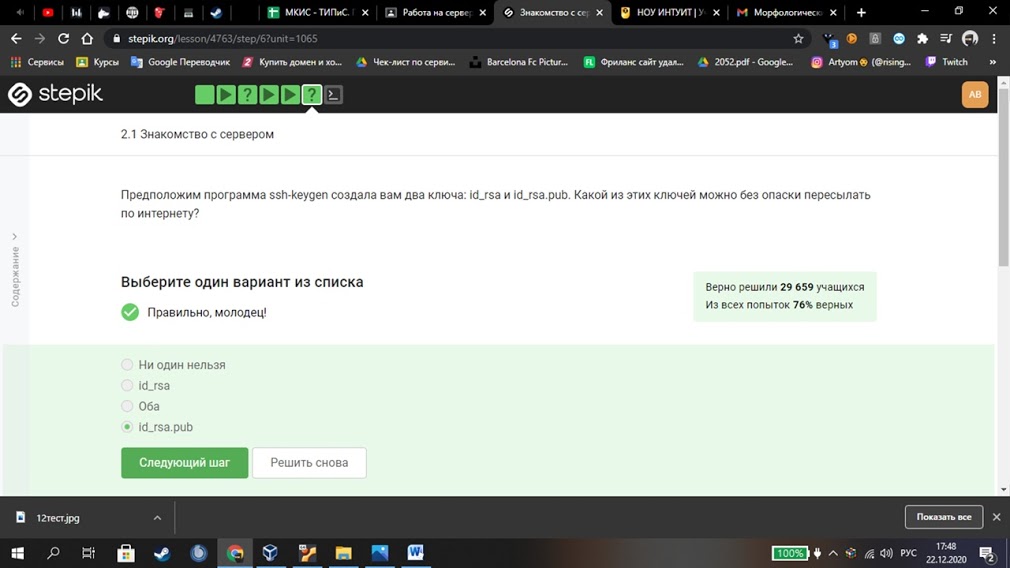 МКИС - ТИПиС. Г
Работа на серве
Знакомство с сер
НОУ ИНТУИТ | У
Морфологическ
stepik.org/lesson/4763/step/6?unit=1065
Сервисы
Курсы
Google Переводчик
Купить домен и хо...
Чек-лист по серви...
Barcelona Fc Pictur...
Фриланс сайт удал...
2052.pdf - Google...
Artyom (@rising...
Twitch
»
stepik
AB
2.1 Знакомство с сервером
Предположим программа ssh-keygen создала вам два ключа: id_rsa и id_rsa.pub. Какой из этих ключей можно без опаски пересылать
по интернету?
Содержание
Выберите один вариант из списка
Правильно, молодец!
Верно решили 29 659 учащихся
Из всех попыток 76% верных
Ни один нельзя
id_rsa
Оба
id_rsa.pub
Следующий шаг
Решить снова
12тест.jpg
Показать все
100%
РУС
17:48
22.12.2020
2